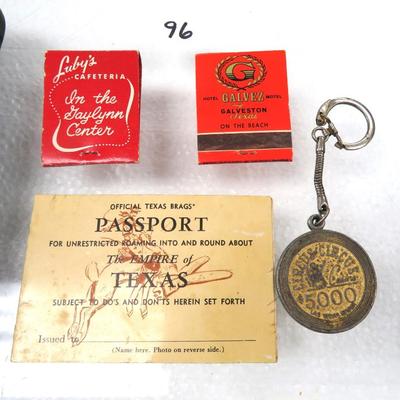 96
Luby's
CAFETERIA
In the
Gaylynn
Center
G
HOTEL GALVEZ MOTEL
GALVESTON
Texas
ON THE BEACH
OFFICIAL TEXAS BRAGS
PASSPORT
FOR UNRESTRICTED ROAMING INTO AND ROUND ABOUT
The EMPIRE of
TEXAS
SUBJECT TO DO'S AND DON'TS HEREIN SET FORTH
Issued to
(Name here. Photo on reverse side.)
$5000